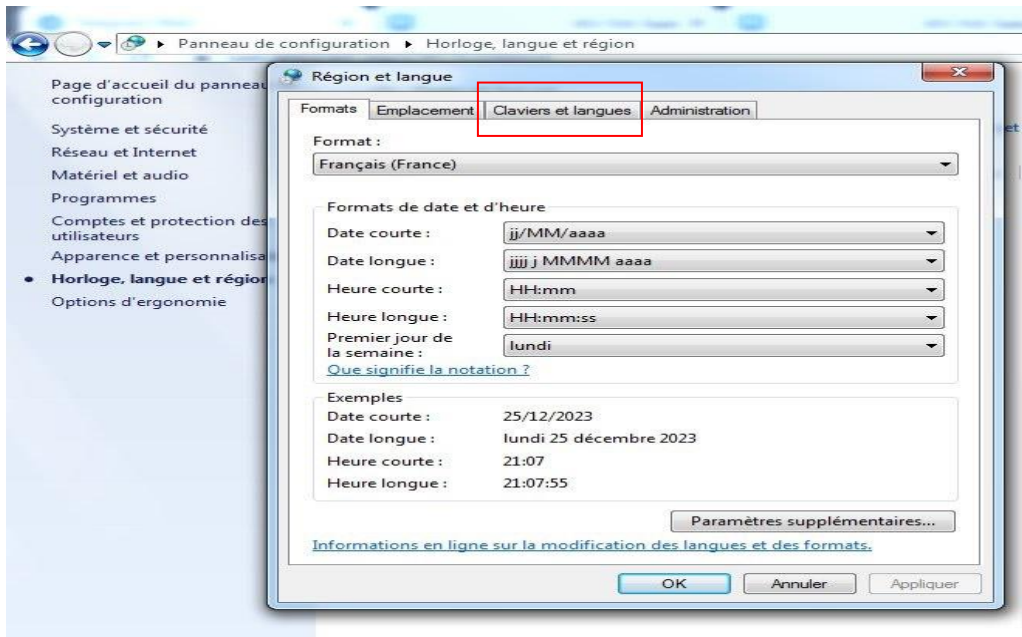 Panneau de configuration ▸ Horloge, langue et région
Page d'accueil du panneau
configuration
Système et sécurité
Réseau et Internet
Matériel et audio
Programmes
Comptes et protection des
utilisateurs
Apparence et personnalisa
Horloge, langue et région
Options d'ergonomie
Région et langue
Formats Emplacement Claviers et langues Administration
Format :
Français (France)
Formats de date et d'heure
Date courte : jj/MM/aaaa
Date longue : jjjj j MMMM aaaa
Heure courte : HH:mm
Heure longue : HH:mm:ss
Premier jour de
la semaine : lundi
Que signifie la notation ?
Exemples
Date courte : 25/12/2023
Date longue : lundi 25 décembre 2023
Heure courte : 21:07
Heure longue : 21:07:55
Paramètres supplémentaires...
Informations en ligne sur la modification des langues et des formats.
OK Annuler Appliquer
et